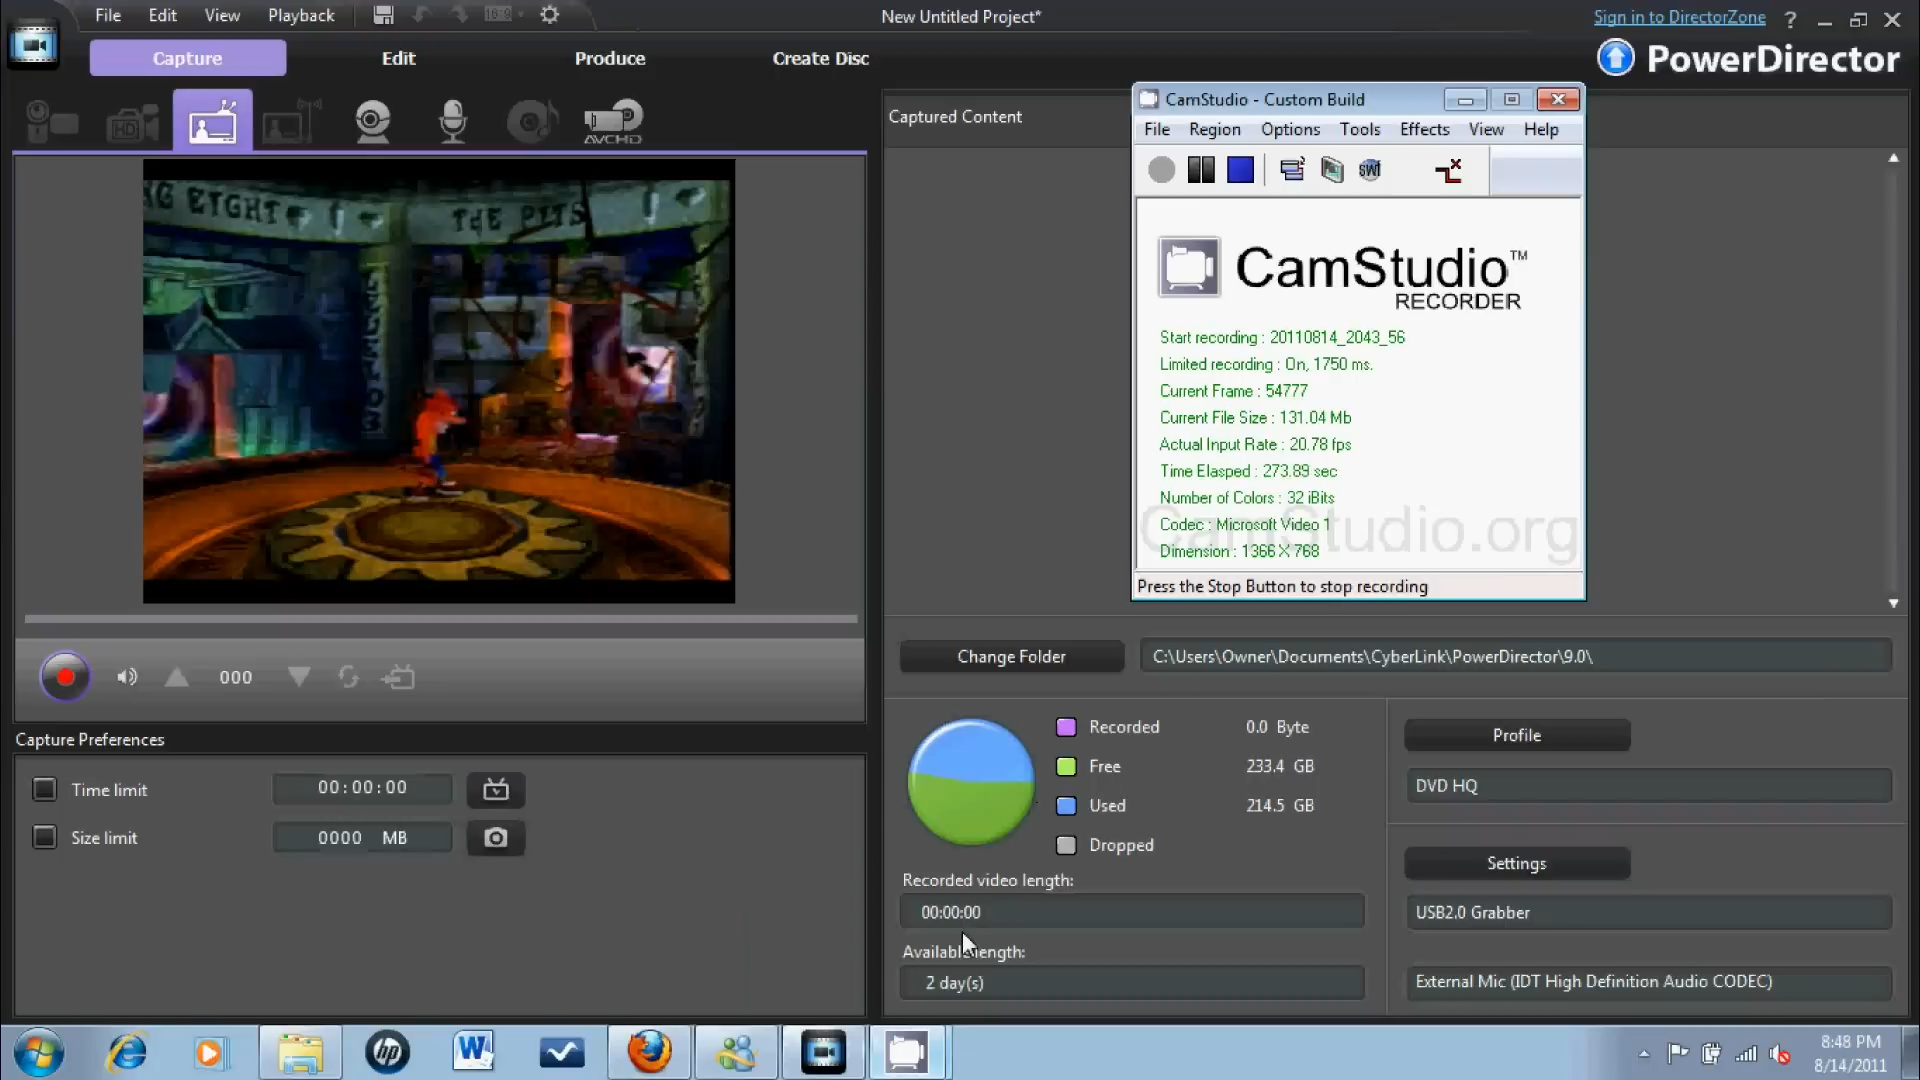 File Edit View Playback
New Untitled Project*
Sign in to DirectorZone ?
Capture Edit Produce Create Disc
PowerDirector
HD
AVCHD
THE PITS
Captured Content
CamStudio - Custom Build
File Region Options Tools Effects View Help
SWF
CamStudio™
RECORDER
Start recording : 20110814_2043_56
Limited recording : On, 1750 ms.
Current Frame : 54777
Current File Size : 131.04 Mb
Actual Input Rate : 20.78 fps
Time Elasped : 273.89 sec
Number of Colors : 32 iBits
Codec : Microsoft Video 1
Dimension : 1366 X 768
CamStudio.org
Press the Stop Button to stop recording
000
Change Folder
C:\Users\Owner\Documents\CyberLink\PowerDirector\9.0\
Capture Preferences
Time limit 00:00:00
Size limit 0000 MB
Recorded 0.0 Byte
Free 233.4 GB
Used 214.5 GB
Dropped
Recorded video length:
00:00:00
Available length:
2 day(s)
Profile
DVD HQ
Settings
USB2.0 Grabber
External Mic (IDT High Definition Audio CODEC)
hp
W
8:48 PM
8/14/2011